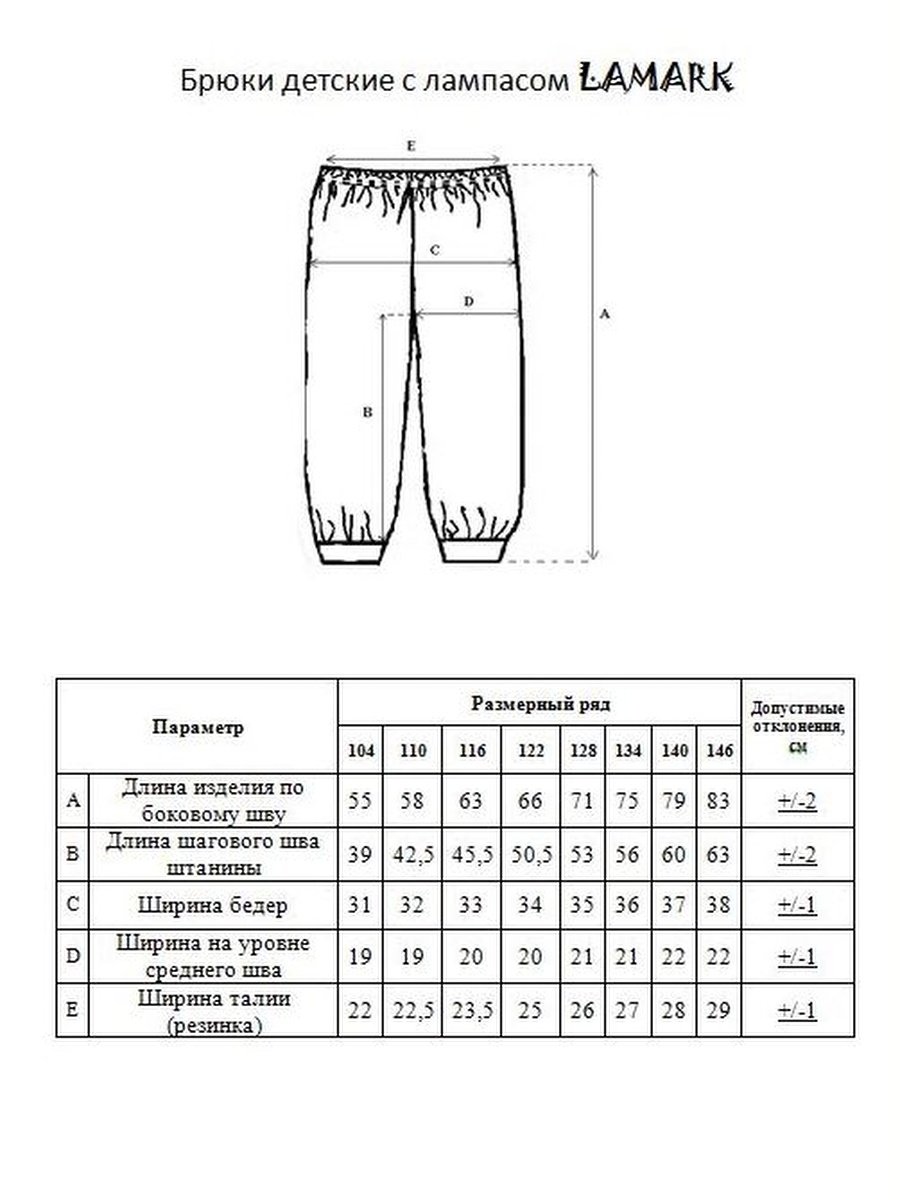 Брюки детские с лампасом LAMARK
E
C
D
A
B
Параметр Размерный ряд Допустимые отклонения, см
104 110 116 122 128 134 140 146
A Длина изделия по боковому шву 55 58 63 66 71 75 79 83 +/-2
B Длина шагового шва штанины 39 42,5 45,5 50,5 53 56 60 63 +/-2
C Ширина бедер 31 32 33 34 35 36 37 38 +/-1
D Ширина на уровне среднего шва 19 19 20 20 21 21 22 22 +/-1
E Ширина талии (резинка) 22 22,5 23,5 25 26 27 28 29 +/-1